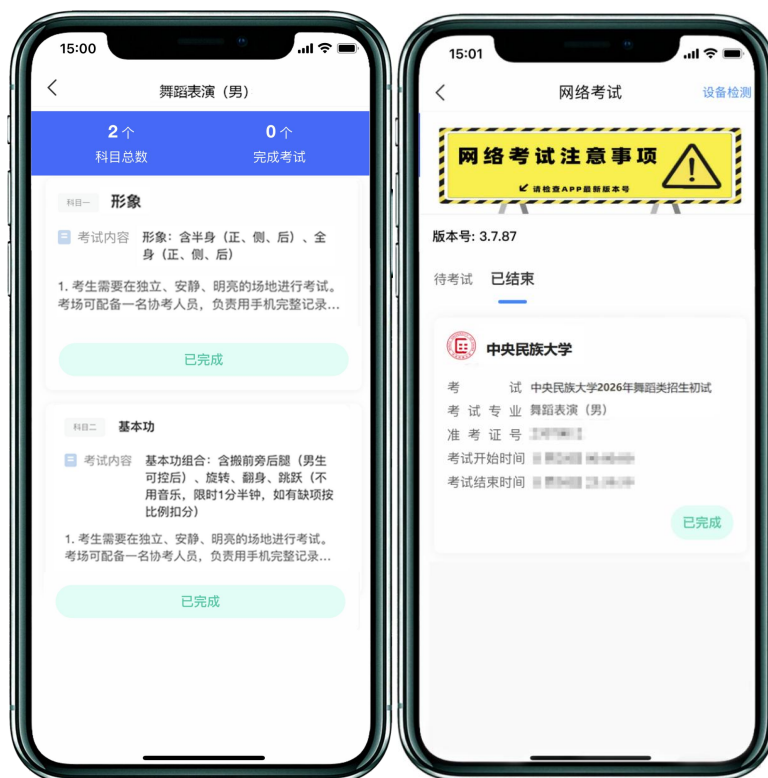 15:00
舞蹈表演（男）
2个
0个
科目总数
完成考试
科目一 形象
考试内容 形象：含半身（正、侧、后）、全
身（正、侧、后）
1. 考生需要在独立、安静、明亮的场地进行考试。
考场可配备一名协考人员，负责用手机完整记录...
已完成
科目二 基本功
考试内容 基本功组合：含搬前旁后腿（男生
可控后）、旋转、翻身、跳跃（不
用音乐，限时1分半钟，如有缺项按
比例扣分）
1. 考生需要在独立、安静、明亮的场地进行考试。
考场可配备一名协考人员，负责用手机完整记录...
已完成
15:01
网络考试
设备检测
网络考试注意事项
请检查APP最新版本号
版本号: 3.7.87
待考试 已结束
中央民族大学
考试 中央民族大学2026年舞蹈类招生初试
考试专业 舞蹈表演（男）
准考证号
考试开始时间
考试结束时间
已完成